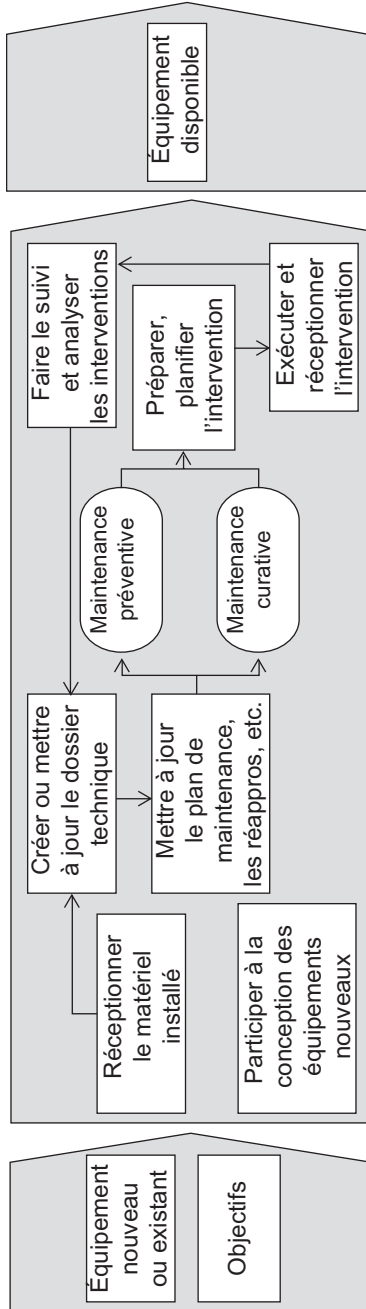 Équipement
nouveau
ou existant
Objectifs
Réceptionner
le matériel
installé
Participer à la
conception des
équipements
nouveaux
Créer ou mettre
à jour le dossier
technique
Mettre à jour
le plan de
maintenance,
les réappros, etc.
Maintenance
préventive
Maintenance
curative
Préparer,
planifier
l'intervention
Faire le suivi
et analyser
les interventions
Exécuter et
réceptionner
l'intervention
Équipement
disponible